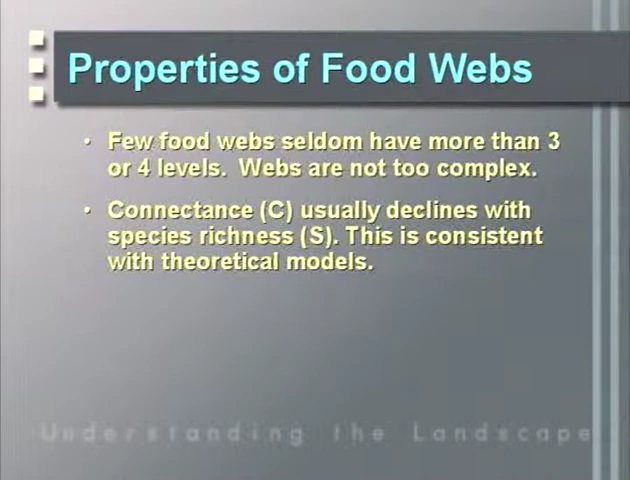 Properties of Food Webs
• Few food webs seldom have more than 3
or 4 levels.  Webs are not too complex.
• Connectance (C) usually declines with
species richness (S). This is consistent
with theoretical models.
Understanding the Landscape